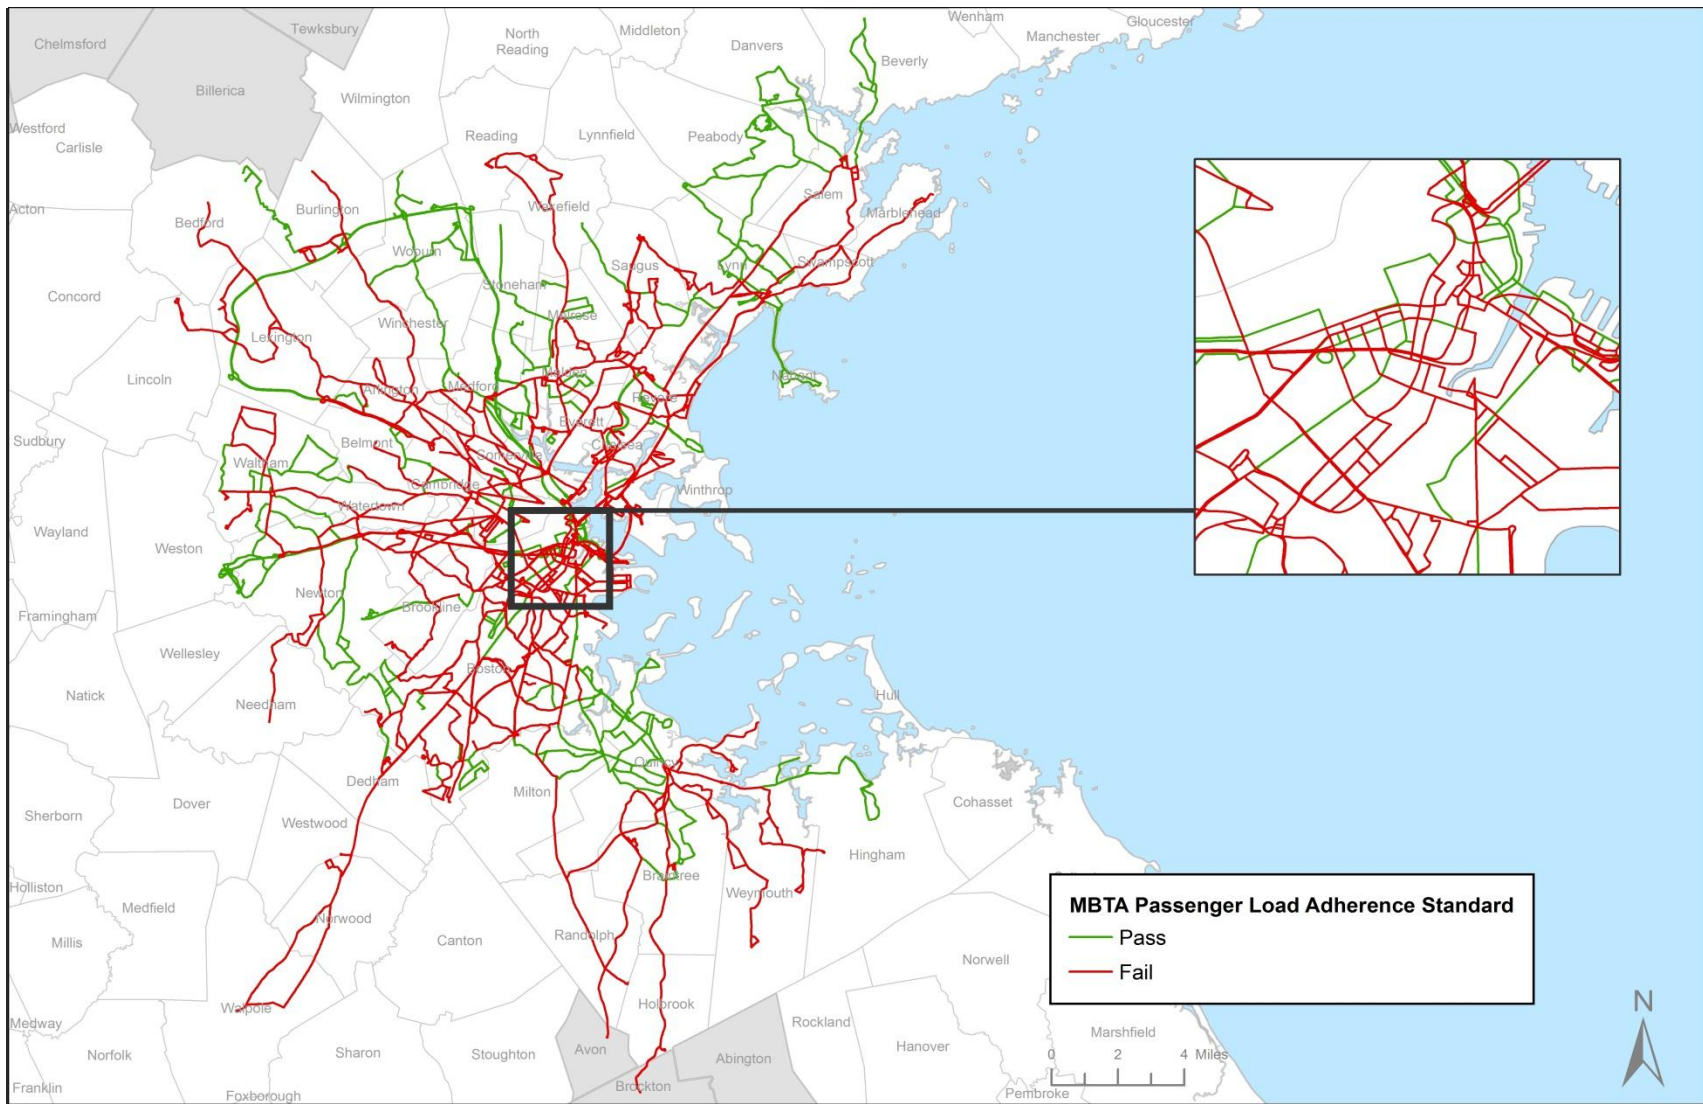 Chelmsford
Tewksbury
North
Reading
Middleton
Danvers
Wenham
Gloucester
Manchester
Beverly
Billerica
Wilmington
Westford
Carlisle
Reading
Lynnfield
Peabody
Acton
Bedford
Burlington
Wakefield
Salem
Marblehead
Woburn
Saugus
Lynn
Swampscott
Concord
Stoneham
Lexington
Winchester
Melrose
Lincoln
Arlington
Medford
Malden
Nahant
Revere
Sudbury
Belmont
Everett
Chelsea
Waltham
Somerville
Cambridge
Winthrop
Watertown
Wayland
Weston
Newton
Brookline
Framingham
Wellesley
Boston
Natick
Needham
Hull
Quincy
Dedham
Milton
Sherborn
Dover
Westwood
Cohasset
Hingham
Holliston
Medfield
Braintree
Weymouth
Norwood
Millis
Canton
Randolph
Norwell
MBTA Passenger Load Adherence Standard
Pass
Fail
Walpole
Holbrook
Medway
Rockland
Marshfield
Norfolk
Sharon
Stoughton
Avon
Abington
Hanover
0 2 4 Miles
N
Franklin
Foxborough
Brockton
Pembroke